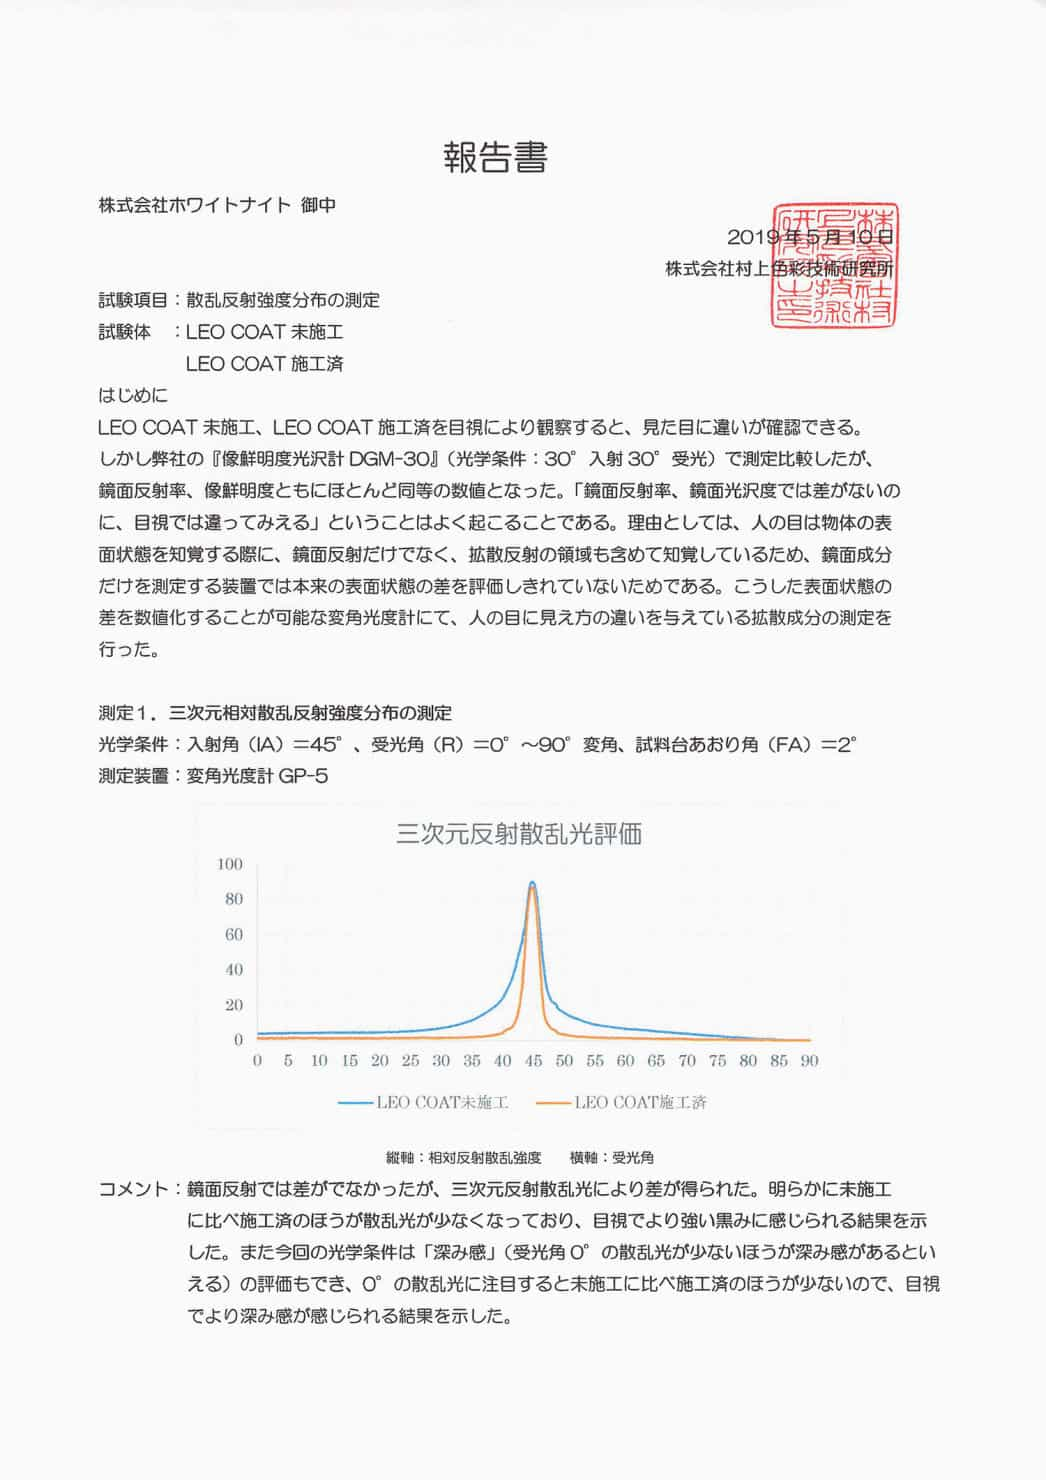 報告書
株式会社ホワイトナイト 御中
2019年5月10日
株式会社村上色彩技術研究所
試験項目：散乱反射強度分布の測定
試験体　：LEO COAT 未施工
LEO COAT 施工済
はじめに
LEO COAT 未施工、LEO COAT 施工済を目視により観察すると、見た目に違いが確認できる。
しかし弊社の『像鮮明度光沢計 DGM-30』（光学条件：30°入射30°受光）で測定比較したが、
鏡面反射率、像鮮明度ともにほとんど同等の数値となった。「鏡面反射率、鏡面光沢度では差がないの
に、目視では違ってみえる」ということはよく起こることである。理由としては、人の目は物体の表
面状態を知覚する際に、鏡面反射だけでなく、拡散反射の領域も含めて知覚しているため、鏡面成分
だけを測定する装置では本来の表面状態の差を評価しきれていないためである。こうした表面状態の
差を数値化することが可能な変角光度計にて、人の目に見え方の違いを与えている拡散成分の測定を
行った。
測定１．三次元相対散乱反射強度分布の測定
光学条件：入射角（IA）＝45°、受光角（R）＝0°～90°変角、試料台あおり角（FA）＝2°
測定装置：変角光度計 GP-5
三次元反射散乱光評価
100
80
60
40
20
0
0 5 10 15 20 25 30 35 40 45 50 55 60 65 70 75 80 85 90
LEO COAT未施工 LEO COAT施工済
縦軸：相対反射散乱強度　横軸：受光角
コメント：鏡面反射では差がでなかったが、三次元反射散乱光により差が得られた。明らかに未施工
に比べ施工済のほうが散乱光が少なくなっており、目視でより強い黒みに感じられる結果を示
した。また今回の光学条件は「深み感」（受光角0°の散乱光が少ないほうが深み感があるとい
える）の評価もでき、0°の散乱光に注目すると未施工に比べ施工済のほうが少ないので、目視
でより深み感が感じられる結果を示した。